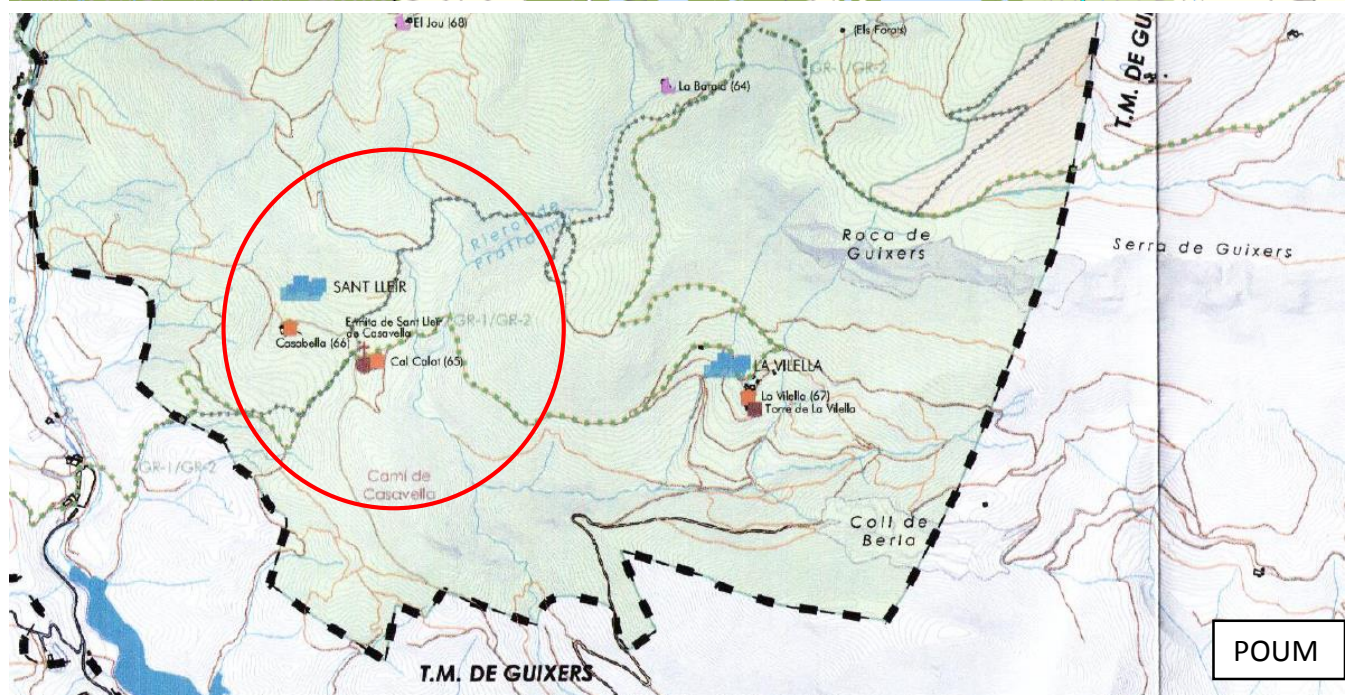 El Jou (68)
(Els Forats)
T.M. DE GU
GR-1/GR-2
La Batpla (64)
Riera de
Roca de
Guixers
Serra de Guixers
SANT LLEÏR
Ermita de Sant Lleïr
de Casavella
GR-1/GR-2
Casabella (66)
Cal Calot (65)
LA VILELLA
La Vilella (67)
Torre de La Vilella
GR-1/GR-2
Camí de
Casavella
Coll de
Berla
T.M. DE GUIXERS
POUM